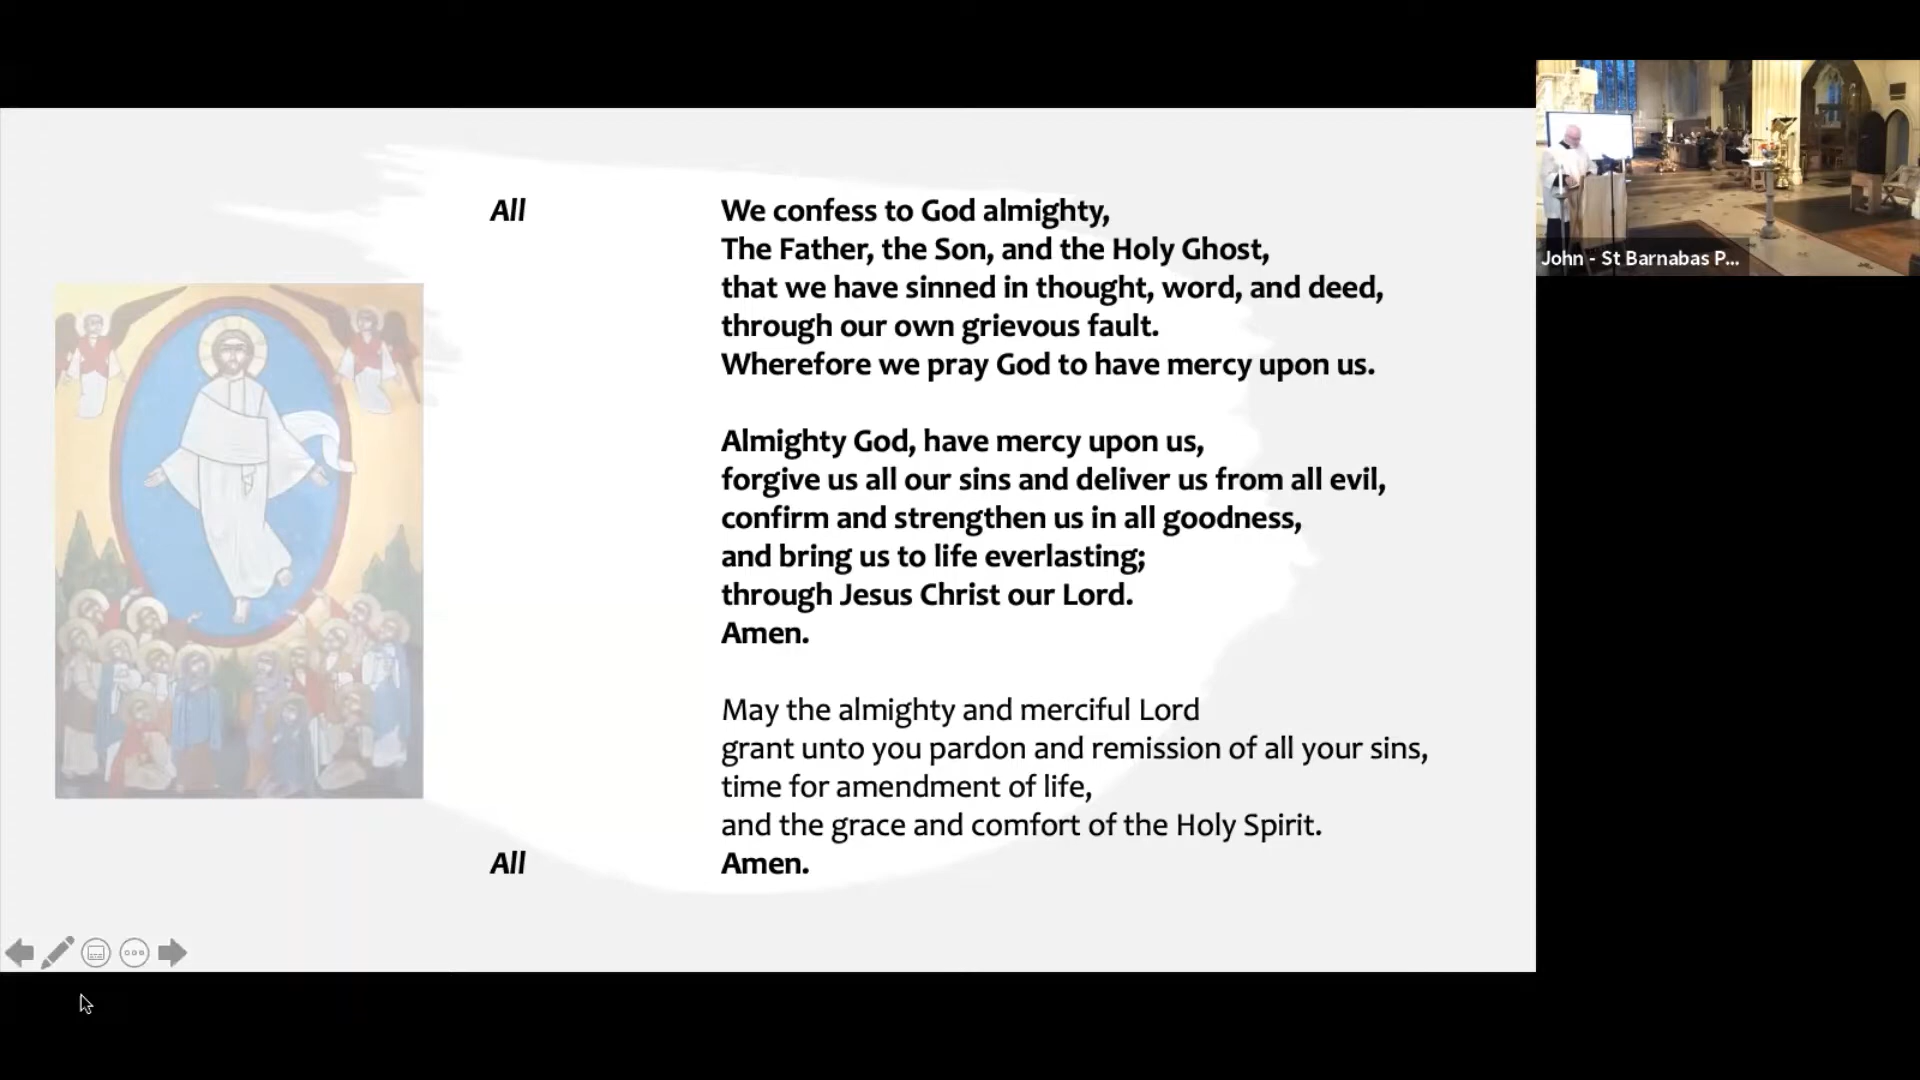 All We confess to God almighty,
The Father, the Son, and the Holy Ghost,
that we have sinned in thought, word, and deed,
through our own grievous fault.
Wherefore we pray God to have mercy upon us.
Almighty God, have mercy upon us,
forgive us all our sins and deliver us from all evil,
confirm and strengthen us in all goodness,
and bring us to life everlasting;
through Jesus Christ our Lord.
Amen.
May the almighty and merciful Lord
grant unto you pardon and remission of all your sins,
time for amendment of life,
and the grace and comfort of the Holy Spirit.
All Amen.
John - St Barnabas P...